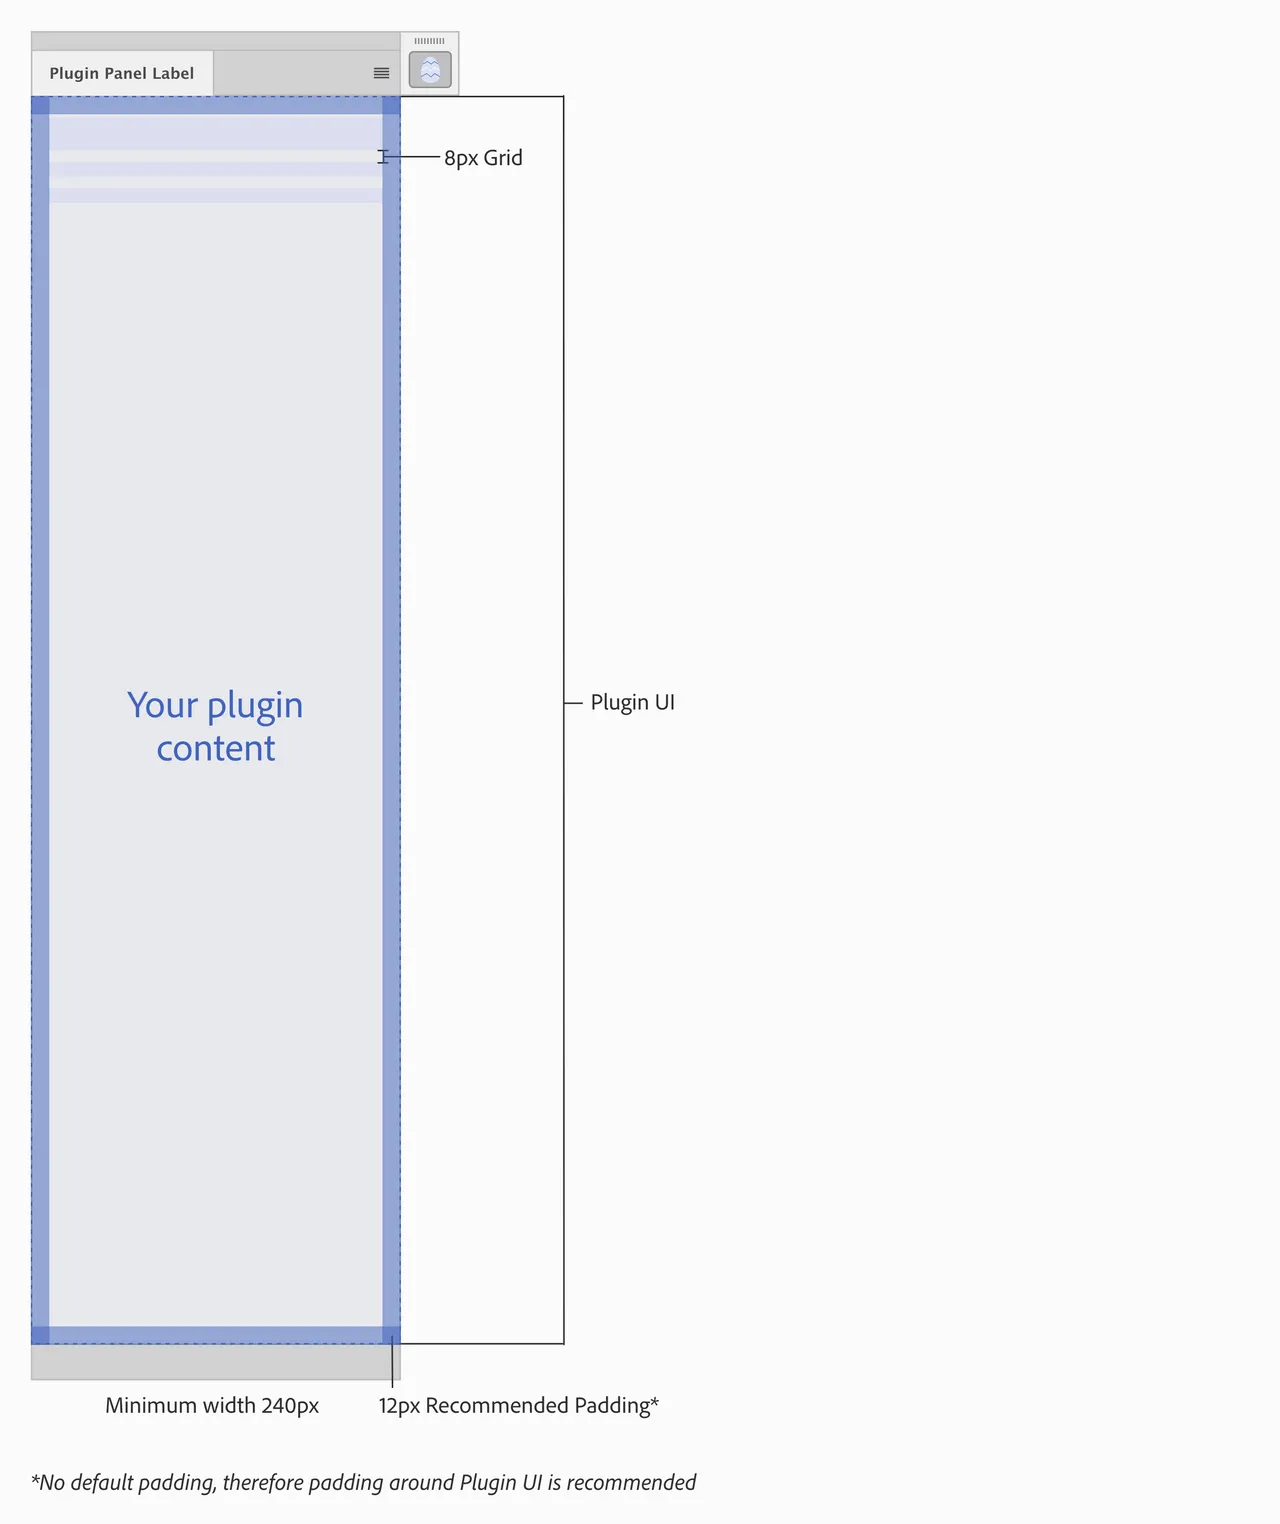 Plugin Panel Label
8px Grid
Your plugin
content
Plugin UI
Minimum width 240px
12px Recommended Padding*
*No default padding, therefore padding around Plugin UI is recommended